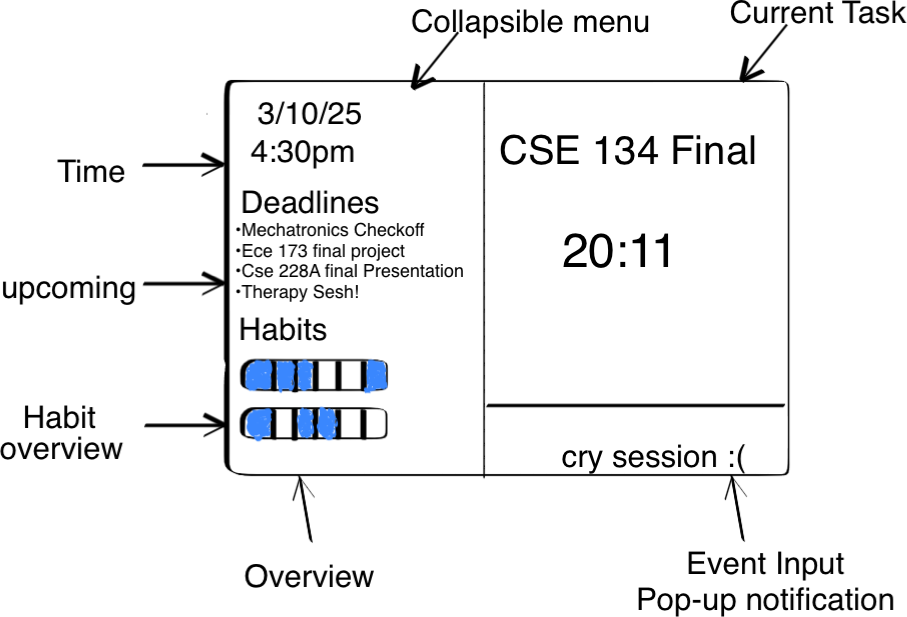 Collapsible menu
Current Task
3/10/25
4:30pm
Time
Deadlines
•Mechatronics Checkoff
•Ece 173 final project
•Cse 228A final Presentation
•Therapy Sesh!
upcoming
Habits
Habit
overview
CSE 134 Final
20:11
cry session :(
Overview
Event Input
Pop-up notification